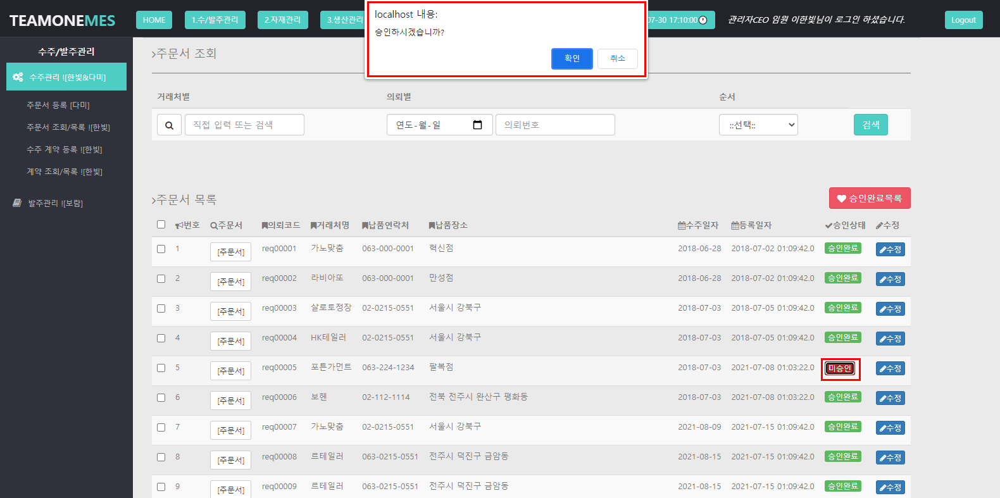 TEAMONEMES HOME 1.수/발주관리 2.자재관리 3.생산관리 07-30 17:10:00 관리자CEO 임원 이한빛님이 로그인 하셨습니다. Logout
localhost 내용:
승인하시겠습니까?
확인 취소
수주/발주관리
수주관리 ![한빛&다미]
주문서 등록 [다미]
주문서 조회/목록 ![한빛]
수주 계약 등록 ![한빛]
계약 조회/목록 ![한빛]
발주관리 ![보람]
>주문서 조회
거래처별 의뢰별 순서
직접 입력 또는 검색 연도-월-일 의뢰번호 ::선택:: 검색
>주문서 목록 승인완료목록
번호 주문서 의뢰코드 거래처명 납품연락처 납품장소 수주일자 등록일자 승인상태 수정
1 [주문서] req00001 가노맞춤 063-000-0001 혁신점 2018-06-28 2018-07-02 01:09:42.0 승인완료 수정
2 [주문서] req00002 라비아또 063-000-0001 만성점 2018-06-28 2018-07-02 01:09:42.0 승인완료 수정
3 [주문서] req00003 살로토정장 02-0215-0551 서울시 강북구 2018-07-03 2018-07-05 01:09:42.0 승인완료 수정
4 [주문서] req00004 HK테일러 02-0215-0551 서울시 강북구 2018-07-03 2018-07-05 01:09:42.0 승인완료 수정
5 [주문서] req00005 포튼가먼트 063-224-1234 팔복점 2018-07-03 2021-07-08 01:03:22.0 미승인 수정
6 [주문서] req00006 보헨 02-112-1114 전북 전주시 완산구 평화동 2018-07-03 2021-07-08 01:03:22.0 승인완료 수정
7 [주문서] req00007 가노맞춤 02-0215-0551 서울시 강북구 2021-08-09 2021-07-15 01:09:42.0 승인완료 수정
8 [주문서] req00008 르테일러 063-0215-0551 전주시 덕진구 금암동 2021-08-15 2021-07-15 01:09:42.0 승인완료 수정
9 [주문서] req00009 르테일러 063-0215-0551 전주시 덕진구 금암동 2021-08-15 2021-07-15 01:09:42.0 승인완료 수정